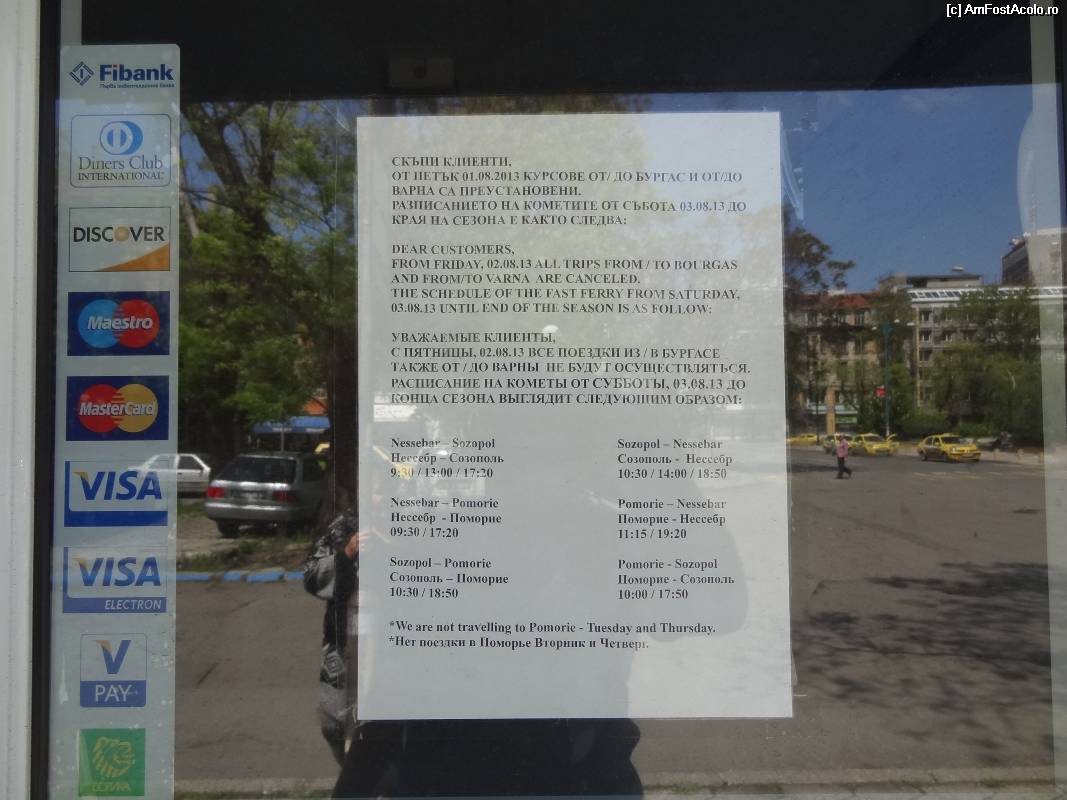 [c] AmFostAcolo.ro
Fibank
Първа инвестиционна банка
Diners Club
INTERNATIONAL
DISCOVER
Maestro
MasterCard
VISA
VISA
ELECTRON
V
PAY
БОРИКА
СКЪПИ КЛИЕНТИ,
ОТ ПЕТЪК 01.08.2013 КУРСОВЕ ОТ/ ДО БУРГАС И ОТ/ДО
ВАРНА СА ПРЕУСТАНОВЕНИ.
РАЗПИСАНИЕТО НА КОМЕТИТЕ ОТ СЪБОТА 03.08.13 ДО
КРАЯ НА СЕЗОНА Е КАКТО СЛЕДВА:
DEAR CUSTOMERS,
FROM FRIDAY, 02.08.13 ALL TRIPS FROM / TO BOURGAS
AND FROM/TO VARNA ARE CANCELED.
THE SCHEDULE OF THE FAST FERRY FROM SATURDAY,
03.08.13 UNTIL END OF THE SEASON IS AS FOLLOW:
УВАЖАЕМЫЕ КЛИЕНТЫ,
С ПЯТНИЦЫ, 02.08.13 ВСЕ ПОЕЗДКИ ИЗ / В БУРГАСЕ
ТАКЖЕ ОТ / ДО ВАРНЫ НЕ БУДУТ ОСУЩЕСТВЛЯТЬСЯ.
РАСПИСАНИЕ НА КОМЕТЫ ОТ СУББОТЫ, 03.08.13 ДО
КОНЦА СЕЗОНА ВЫГЛЯДИТ СЛЕДУЮЩИМ ОБРАЗОМ:
Nessebar – Sozopol
Нессебр – Созополь
9:30 / 13:00 / 17:20
Sozopol – Nessebar
Созополь - Нессебр
10:30 / 14:00 / 18:50
Nessebar – Pomorie
Нессебр - Поморие
09:30 / 17:20
Pomorie – Nessebar
Поморие - Нессебр
11:15 / 19:20
Sozopol – Pomorie
Созополь – Поморие
10:30 / 18:50
Pomorie - Sozopol
Поморие - Созополь
10:00 / 17:50
*We are not travelling to Pomorie - Tuesday and Thursday.
*Нет поездки в Поморье Вторник и Четверг.